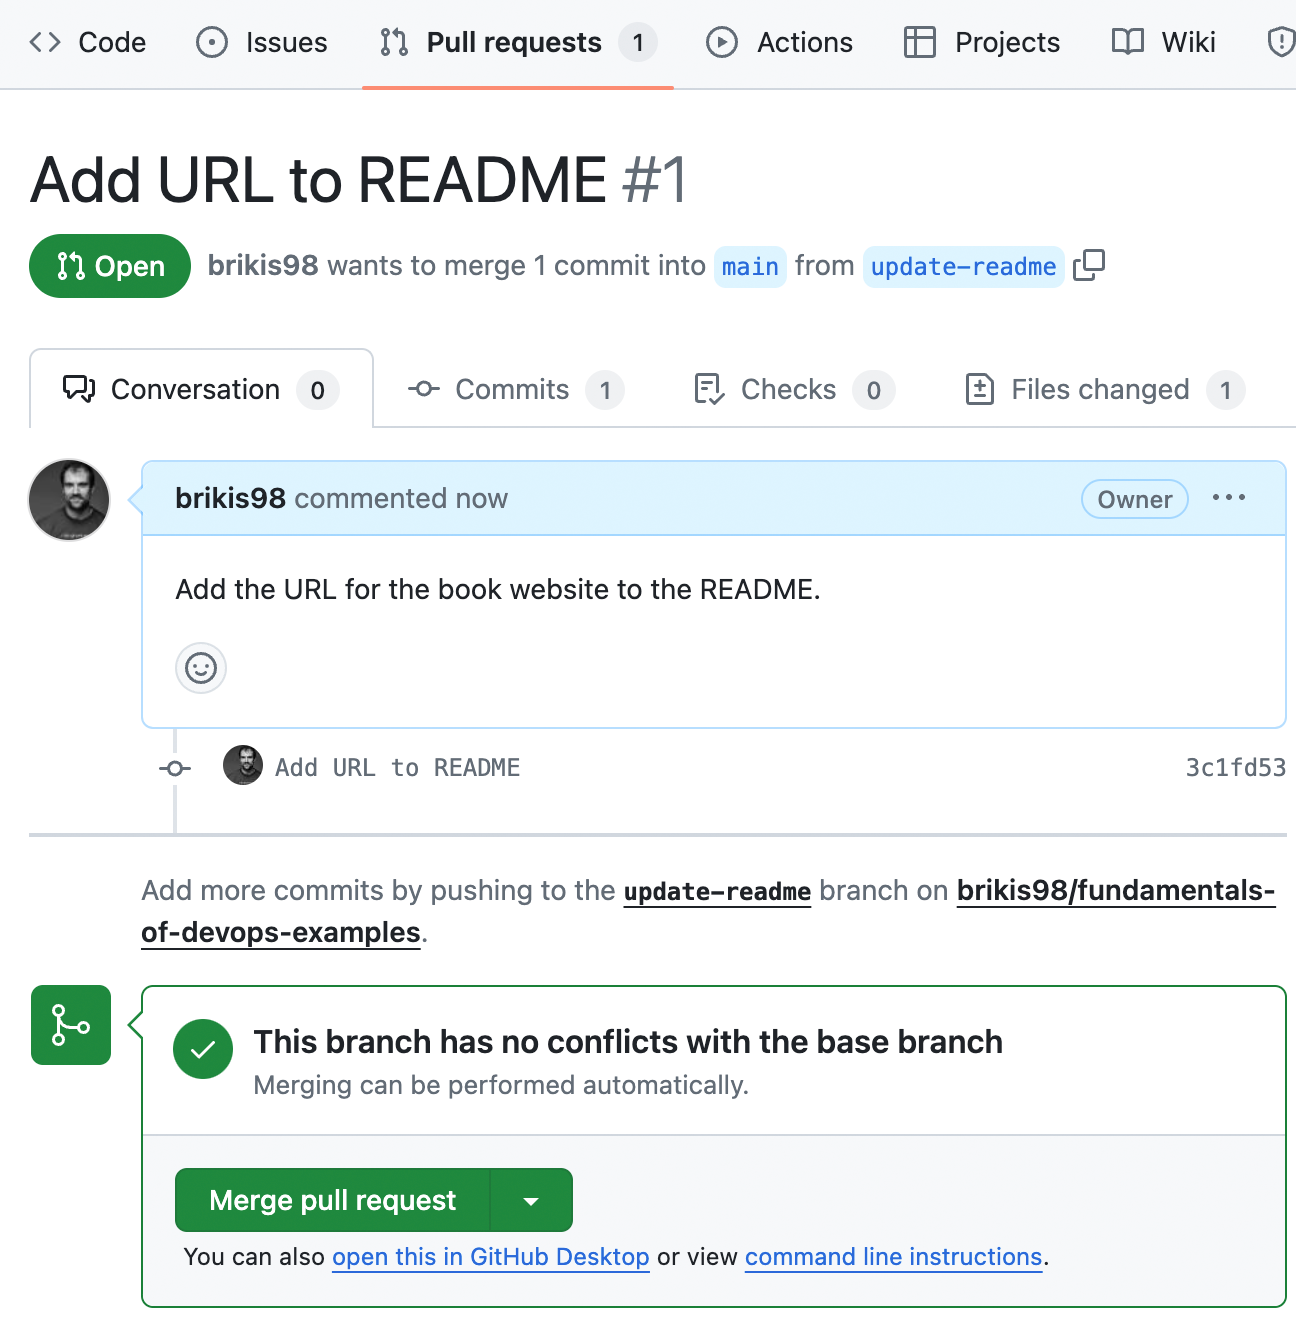 Code Issues Pull requests 1 Actions Projects Wiki
Add URL to README #1
Open brikis98 wants to merge 1 commit into main from update-readme
Conversation 0 Commits 1 Checks 0 Files changed 1
brikis98 commented now Owner
Add the URL for the book website to the README.
Add URL to README 3c1fd53
Add more commits by pushing to the update-readme branch on brikis98/fundamentals-
of-devops-examples.
This branch has no conflicts with the base branch
Merging can be performed automatically.
Merge pull request
You can also open this in GitHub Desktop or view command line instructions.